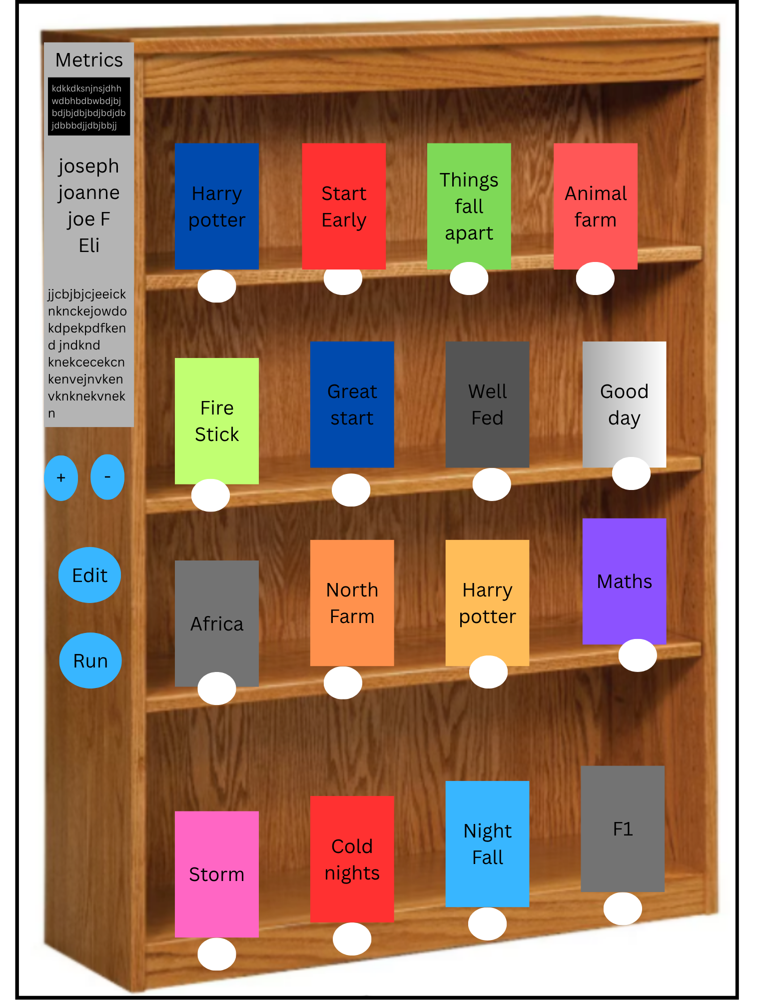 Metrics
kdkkdksnjnsjdhh
wdbhbdbwbdjbj
bdjbjdbjbdjbdjdb
jdbbbdjjdbjbbjj
joseph
joanne
joe F
Eli
jjcbjbjcjeeick
nknckejowdo
kdpekpdfken
d jndknd
knekcecekcn
kenvejnvken
vknknekvnek
n
+
-
Edit
Run
Harry
potter
Start
Early
Things
fall
apart
Animal
farm
Fire
Stick
Great
start
Well
Fed
Good
day
Africa
North
Farm
Harry
potter
Maths
Storm
Cold
nights
Night
Fall
F1